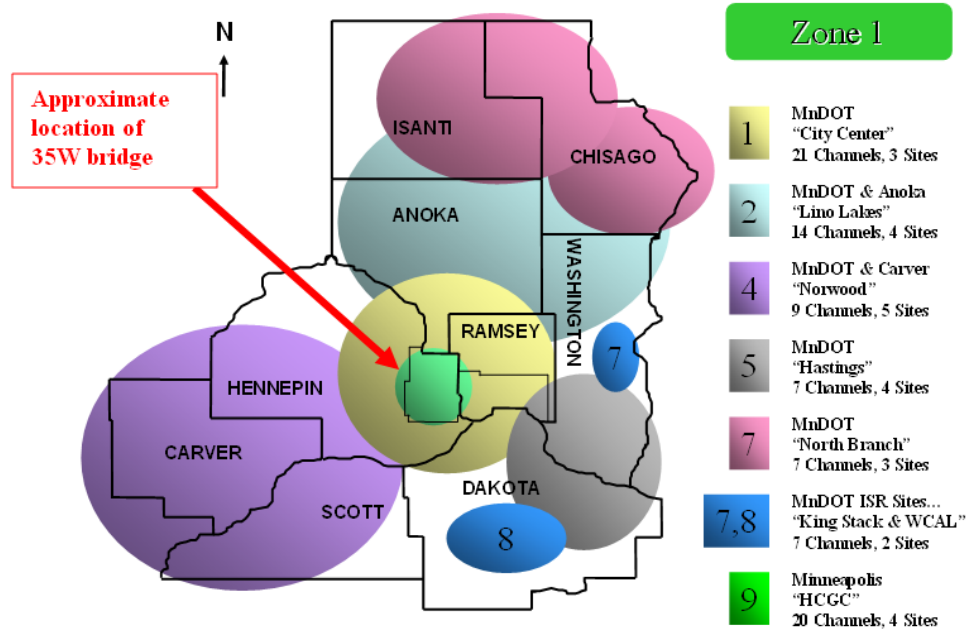 Zone 1
N
Approximate
location of
35W bridge
ISANTI
CHISAGO
ANOKA
WASHINGTON
RAMSEY
HENNEPIN
CARVER
SCOTT
DAKOTA
7
8
1
MnDOT
“City Center”
21 Channels, 3 Sites
2
MnDOT & Anoka
“Lino Lakes”
14 Channels, 4 Sites
4
MnDOT & Carver
“Norwood”
9 Channels, 5 Sites
5
MnDOT
“Hastings”
7 Channels, 4 Sites
7
MnDOT
“North Branch”
7 Channels, 3 Sites
7,8
MnDOT ISR Sites...
“King Stack & WCAL”
7 Channels, 2 Sites
9
Minneapolis
“HCGC”
20 Channels, 4 Sites